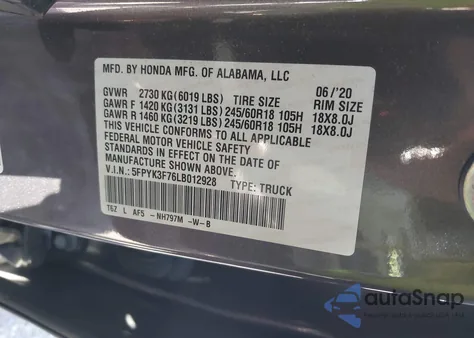 MFD. BY HONDA MFG. OF ALABAMA, LLC 06/'20
GVWR 2730 KG(6019 LBS) TIRE SIZE RIM SIZE
GAWR F 1420 KG(3131 LBS) 245/60R18 105H 18X8.0J
GAWR R 1460 KG(3219 LBS) 245/60R18 105H 18X8.0J
THIS VEHICLE CONFORMS TO ALL APPLICABLE
FEDERAL MOTOR VEHICLE SAFETY
STANDARDS IN EFFECT ON THE DATE OF
MANUFACTURE SHOWN ABOVE.
V.I.N.: 5FPYK3F76LB012928 TYPE: TRUCK
T6Z L AF5 -NH797M -W-B
autoSnap